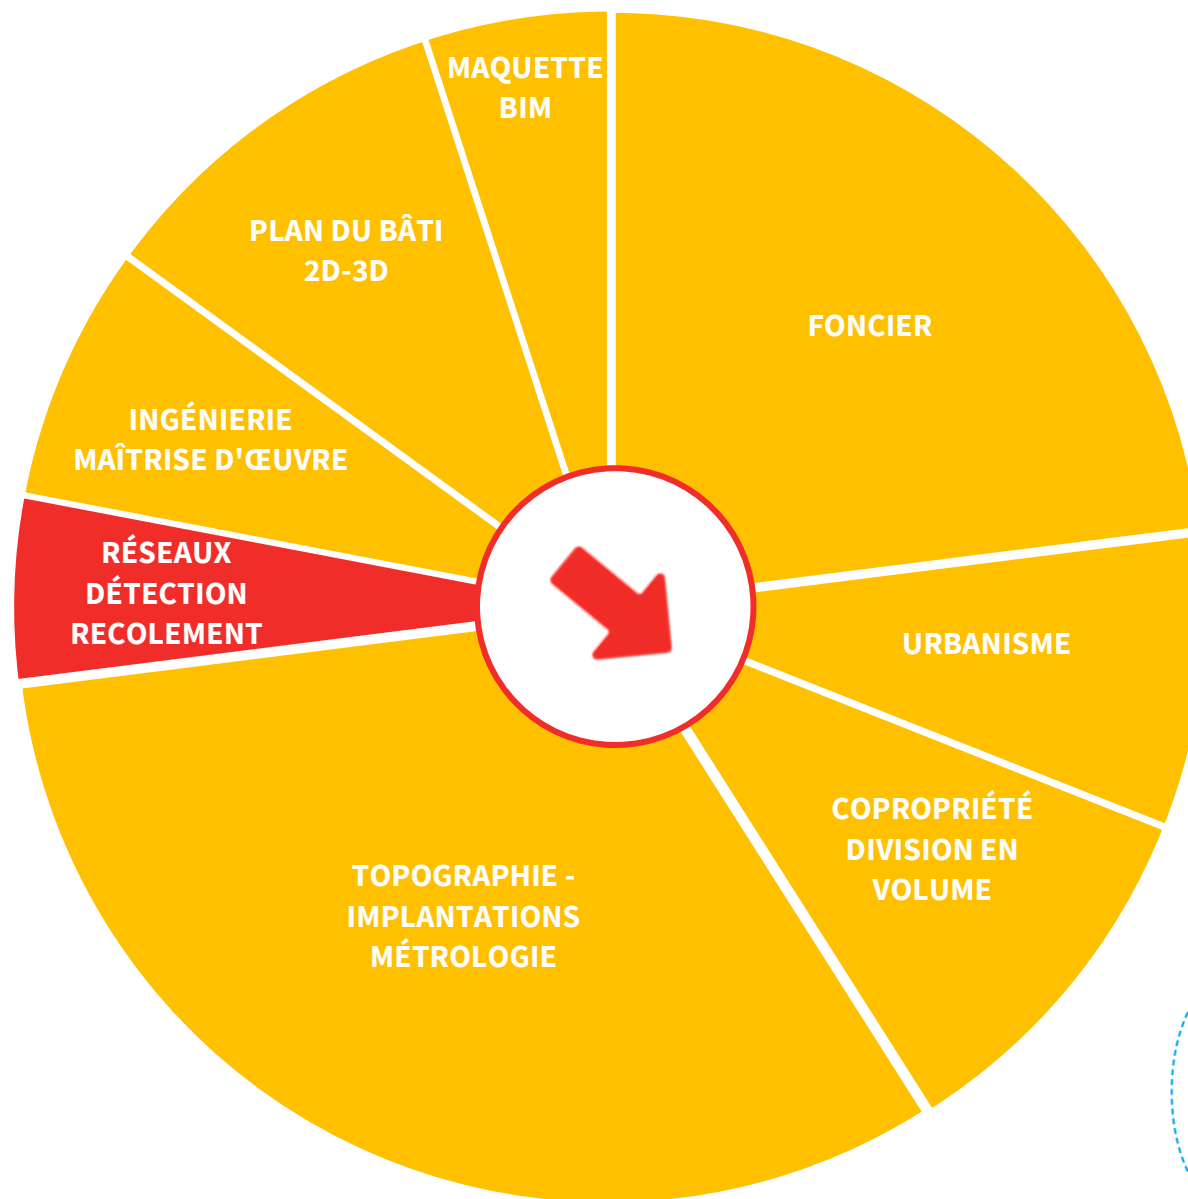 MAQUETTE
BIM
PLAN DU BÂTI
2D-3D
FONCIER
INGÉNIERIE
MAÎTRISE D'ŒUVRE
RÉSEAUX
DÉTECTION
RECOLEMENT
URBANISME
COPROPRIÉTÉ
DIVISION EN
VOLUME
TOPOGRAPHIE -
IMPLANTATIONS
MÉTROLOGIE